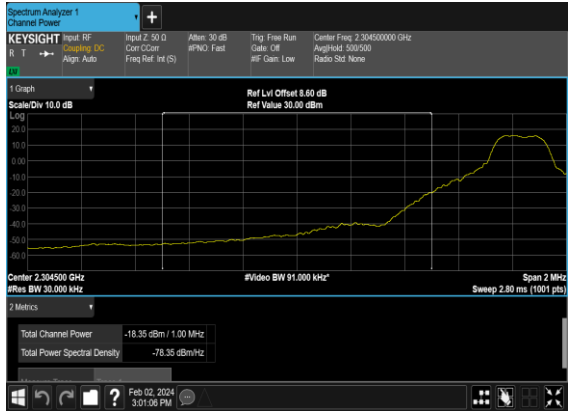 Spectrum Analyzer 1
Channel Power
+
KEYSIGHT Input: RF Input Z: 50 Ω Atten: 30 dB Trig: Free Run Center Freq: 2.304500000 GHz
R T Coupling: DC Corr CCorr #PNO: Fast Gate: Off Avg|Hold: 500/500
Align: Auto Freq Ref: Int (S) #IF Gain: Low Radio Std: None
1 Graph
Ref Lvl Offset 8.60 dB
Scale/Div 10.0 dB Ref Value 30.00 dBm
Log
20.0
10.0
0.00
-10.0
-20.0
-30.0
-40.0
-50.0
-60.0
Center 2.304500 GHz #Video BW 91.000 kHz* Span 2 MHz
#Res BW 30.000 kHz Sweep 2.80 ms (1001 pts)
2 Metrics
Total Channel Power -18.35 dBm / 1.00 MHz
Total Power Spectral Density -78.35 dBm/Hz
?
Feb 02, 2024
3:01:06 PM